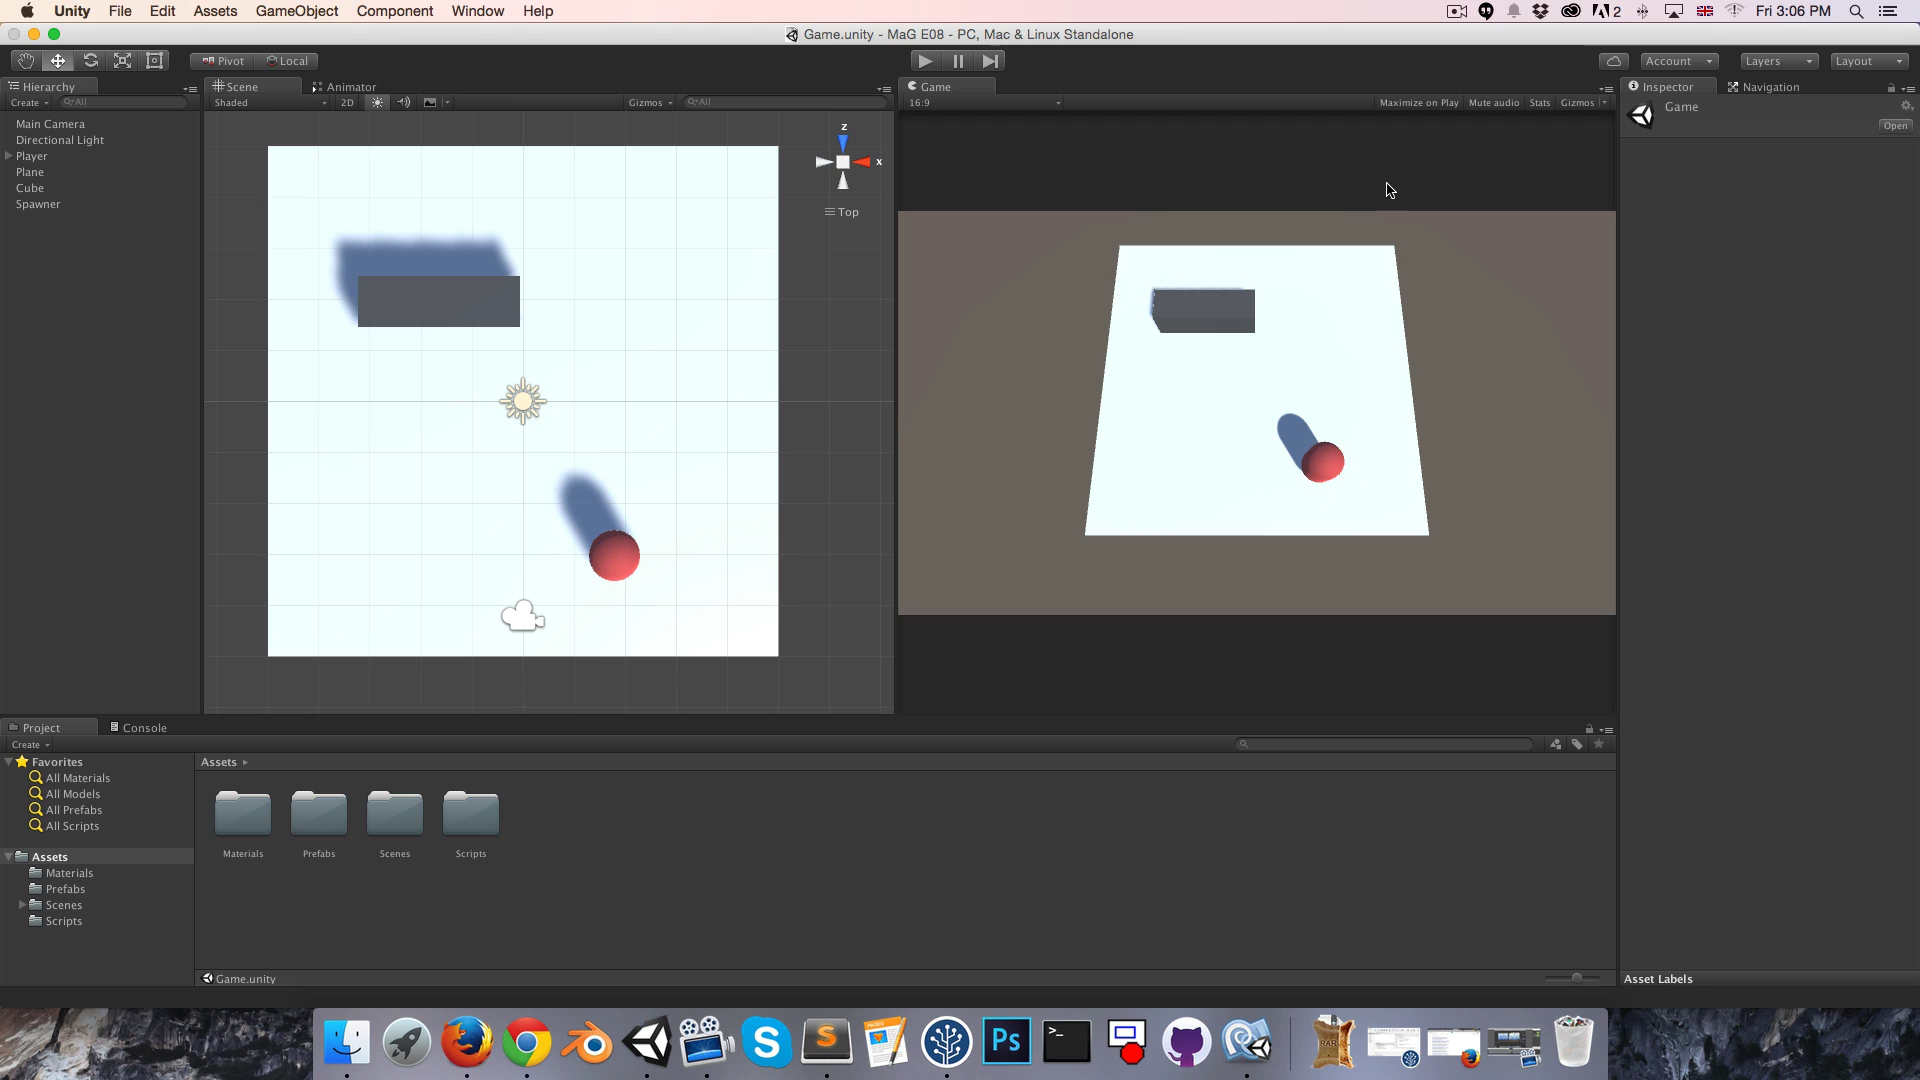 Unity File Edit Assets GameObject Component Window Help 2 Fri 3:06 PM
Game.unity - MaG E08 - PC, Mac & Linux Standalone
Pivot Local Account Layers Layout
Hierarchy Scene Animator Game Inspector Navigation
Create All Shaded 2D Gizmos All 16:9 Maximize on Play Mute audio Stats Gizmos Game
Open
Main Camera
Directional Light
Player
Plane
Cube
Spawner
z
x
Top
Project Console
Create
Favorites Assets
All Materials
All Models
All Prefabs
All Scripts
Materials Prefabs Scenes Scripts
Assets
Materials
Prefabs
Scenes
Scripts
Game.unity Asset Labels
S S PAGES Ps >_ RAR